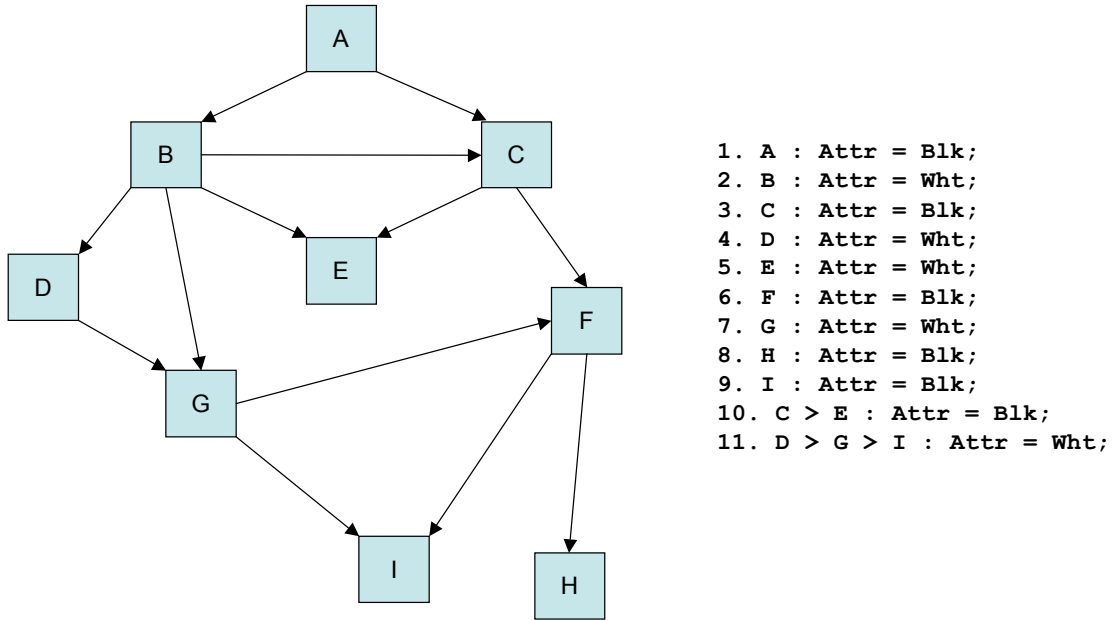 A
B
C
D
E
F
G
I
H
1. A : Attr = Blk;
2. B : Attr = Wht;
3. C : Attr = Blk;
4. D : Attr = Wht;
5. E : Attr = Wht;
6. F : Attr = Blk;
7. G : Attr = Wht;
8. H : Attr = Blk;
9. I : Attr = Blk;
10. C > E : Attr = Blk;
11. D > G > I : Attr = Wht;